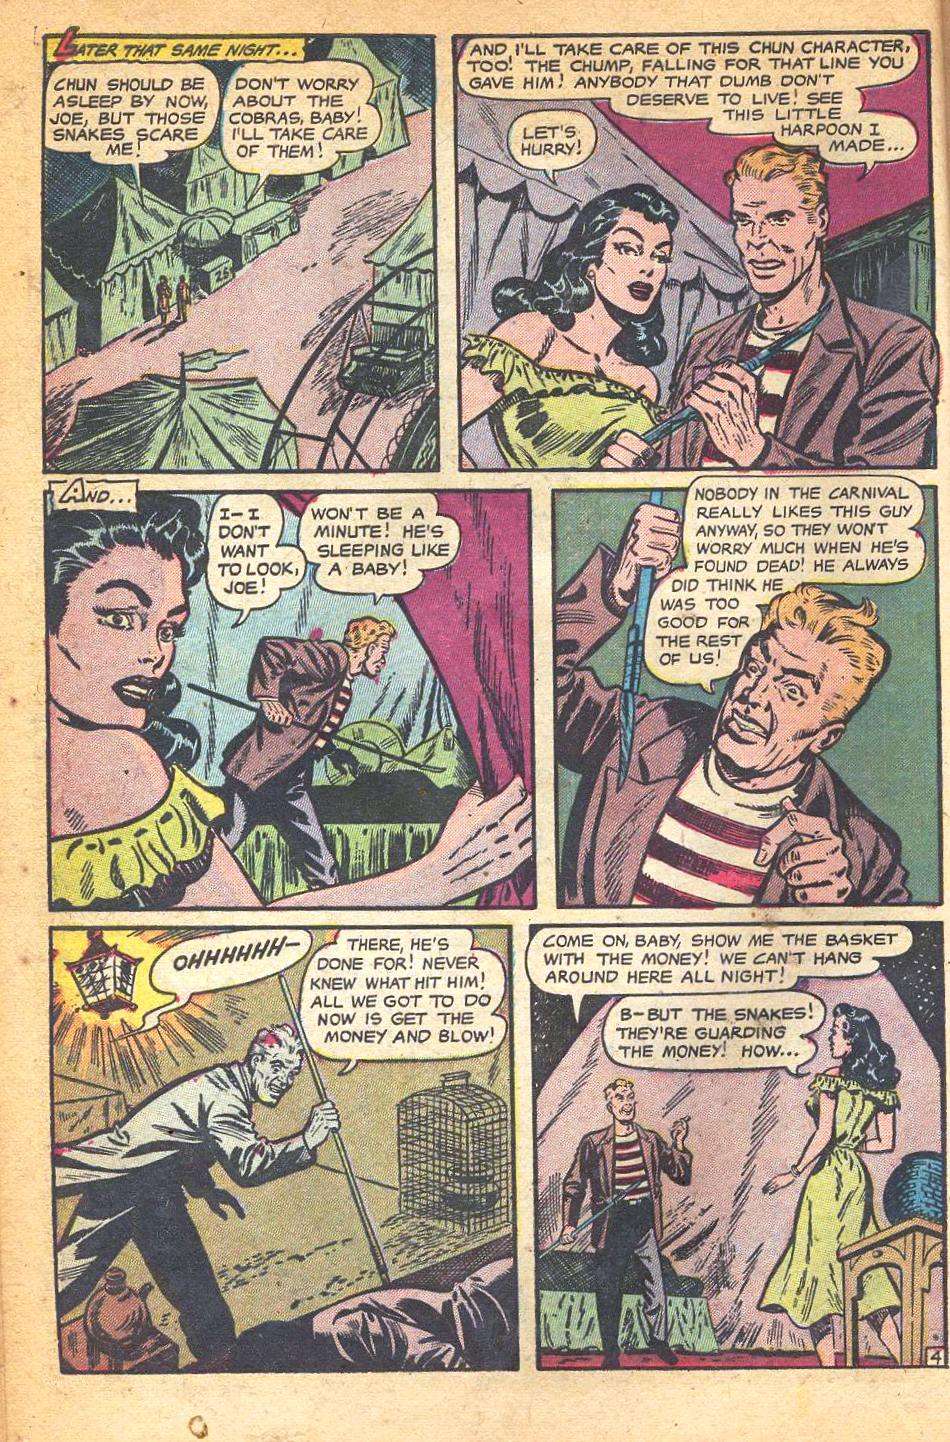 LATER THAT SAME NIGHT...
CHUN SHOULD BE
ASLEEP BY NOW,
JOE, BUT THOSE
SNAKES SCARE
ME!
DON'T WORRY
ABOUT THE
COBRAS, BABY!
I'LL TAKE CARE
OF THEM!
AND I'LL TAKE CARE OF THIS CHUN CHARACTER,
TOO! THE CHUMP, FALLING FOR THAT LINE YOU
GAVE HIM! ANYBODY THAT DUMB DON'T
DESERVE TO LIVE! SEE
THIS LITTLE
HARPOON I
MADE...
LET'S
HURRY!
AND...
I-I
DON'T
WANT
TO LOOK,
JOE!
WON'T BE A
MINUTE! HE'S
SLEEPING LIKE
A BABY!
NOBODY IN THE CARNIVAL
REALLY LIKES THIS GUY
ANYWAY, SO THEY WON'T
WORRY MUCH WHEN HE'S
FOUND DEAD! HE ALWAYS
DID THINK HE
WAS TOO
GOOD FOR
THE REST
OF US!
OHHHHHH-
THERE, HE'S
DONE FOR! NEVER
KNEW WHAT HIT HIM!
ALL WE GOT TO DO
NOW IS GET THE
MONEY AND BLOW!
COME ON, BABY, SHOW ME THE BASKET
WITH THE MONEY! WE CAN'T HANG
AROUND HERE ALL NIGHT!
B-BUT THE SNAKES!
THEY'RE GUARDING
THE MONEY! HOW...
4